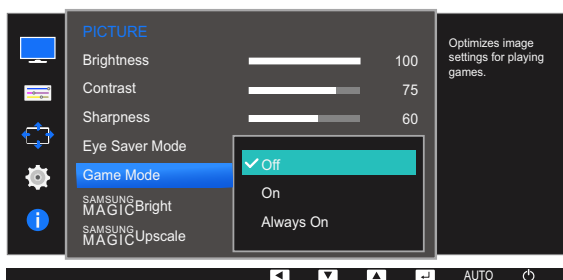 PICTURE
Brightness 100
Contrast 75
Sharpness 60
Eye Saver Mode
Game Mode
SAMSUNG
MAGICBright
SAMSUNG
MAGICUpscale
Off
On
Always On
Optimizes image
settings for playing
games.
AUTO